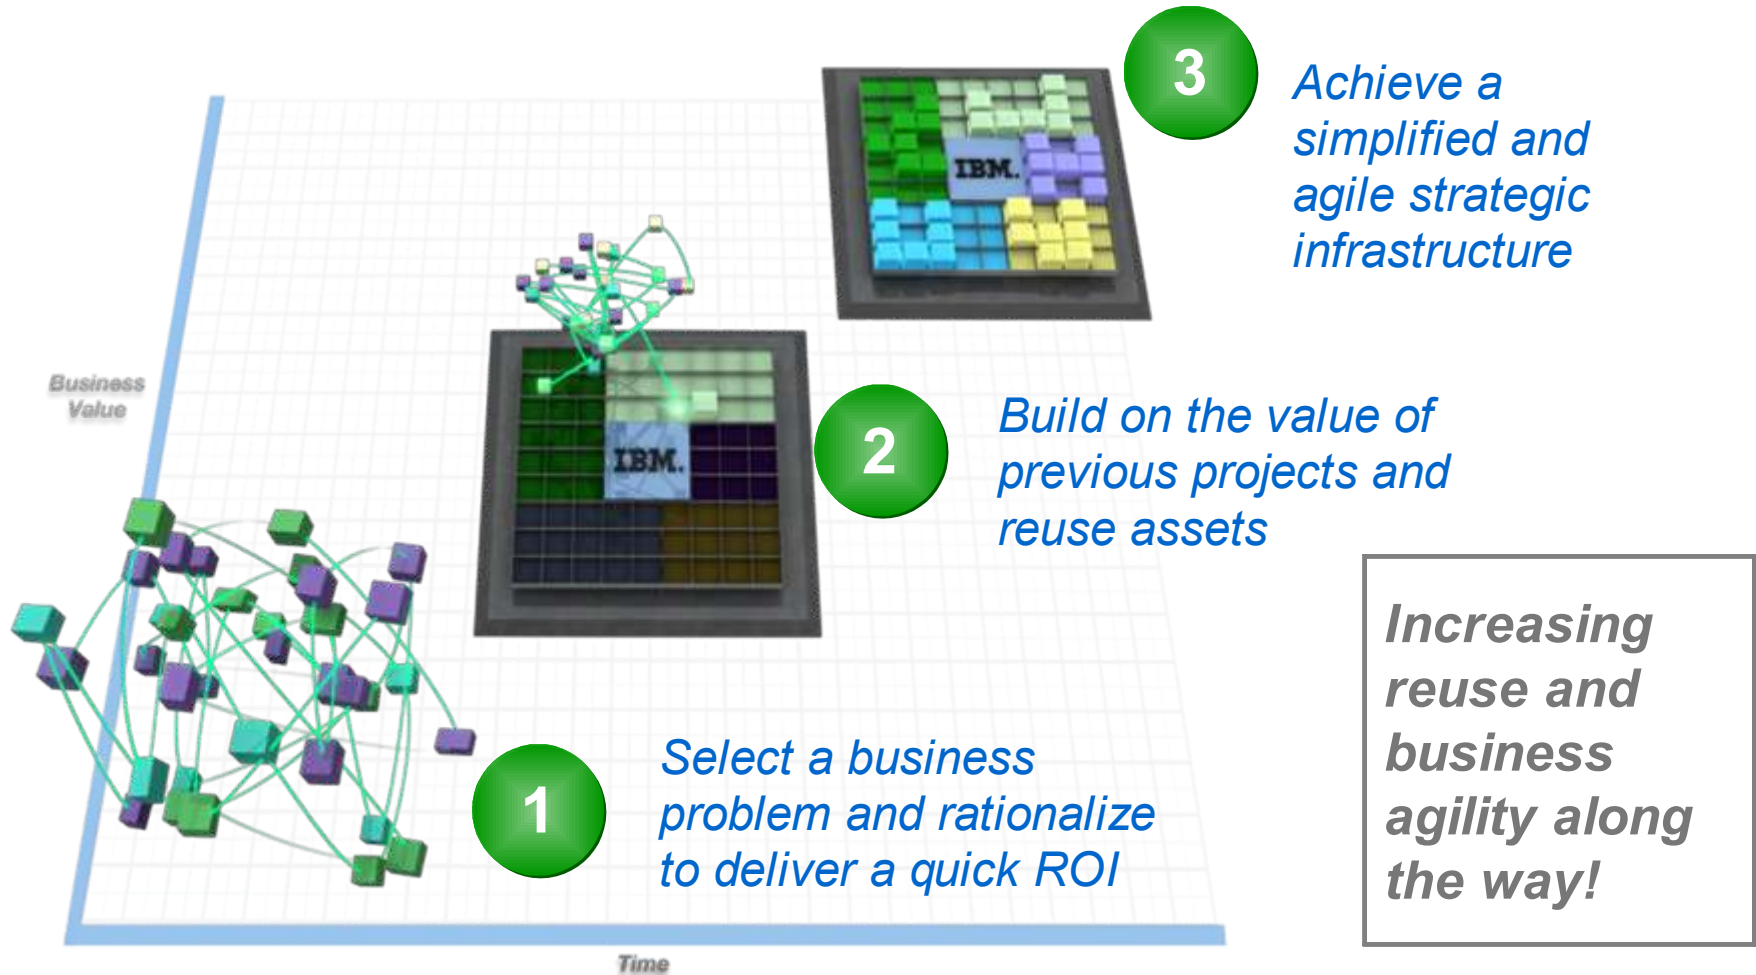 3
Achieve a
simplified and
agile strategic
infrastructure
IBM.
Business
Value
2
Build on the value of
previous projects and
reuse assets
IBM.
Increasing
reuse and
business
agility along
the way!
1
Select a business
problem and rationalize
to deliver a quick ROI
Time